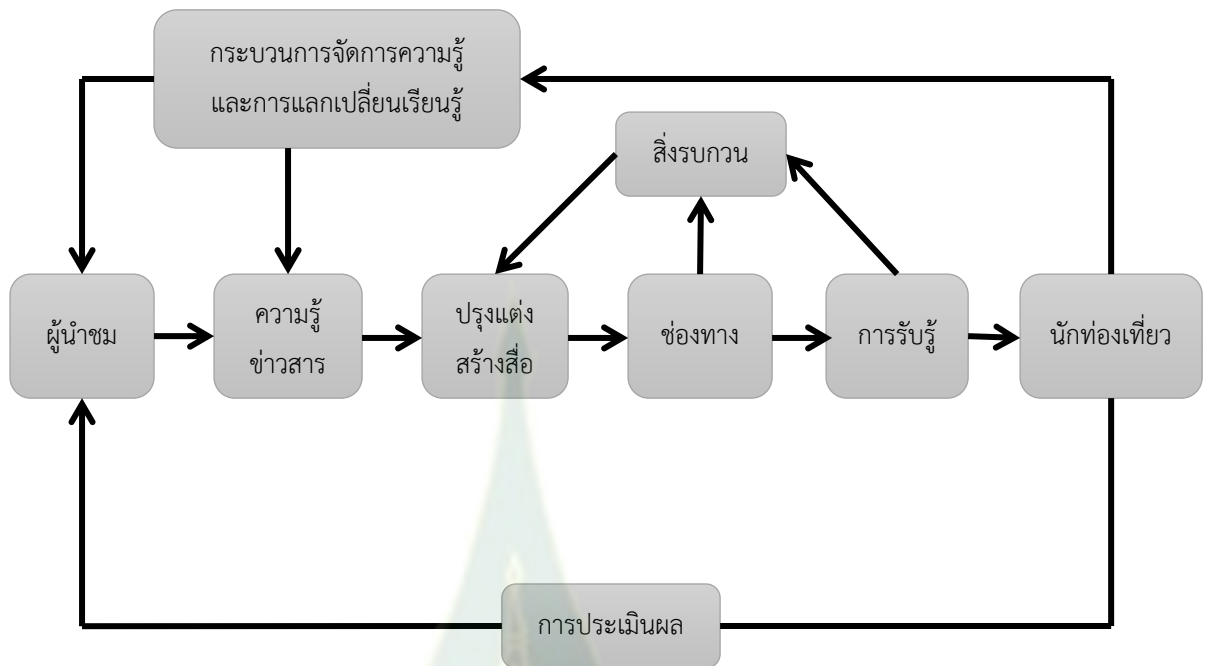 กระบวนการจัดการความรู้
และการแลกเปลี่ยนเรียนรู้
สิ่งรบกวน
ผู้นำชม
ความรู้
ข่าวสาร
ปรุงแต่ง
สร้างสื่อ
ช่องทาง
การรับรู้
นักท่องเที่ยว
การประเมินผล